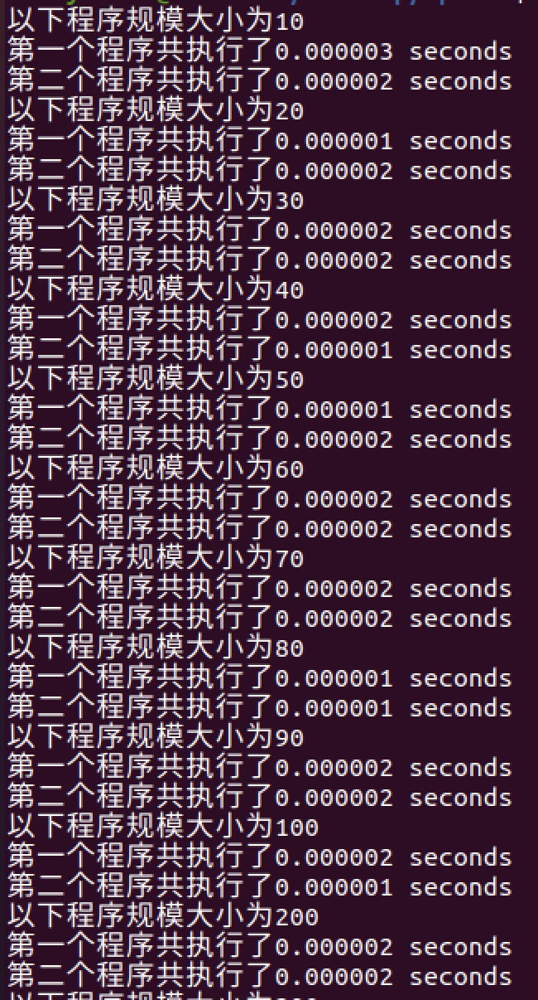 以下程序规模大小为10
第一个程序共执行了0.000003 seconds
第二个程序共执行了0.000002 seconds
以下程序规模大小为20
第一个程序共执行了0.000001 seconds
第二个程序共执行了0.000002 seconds
以下程序规模大小为30
第一个程序共执行了0.000002 seconds
第二个程序共执行了0.000002 seconds
以下程序规模大小为40
第一个程序共执行了0.000002 seconds
第二个程序共执行了0.000001 seconds
以下程序规模大小为50
第一个程序共执行了0.000001 seconds
第二个程序共执行了0.000002 seconds
以下程序规模大小为60
第一个程序共执行了0.000002 seconds
第二个程序共执行了0.000002 seconds
以下程序规模大小为70
第一个程序共执行了0.000002 seconds
第二个程序共执行了0.000002 seconds
以下程序规模大小为80
第一个程序共执行了0.000001 seconds
第二个程序共执行了0.000001 seconds
以下程序规模大小为90
第一个程序共执行了0.000002 seconds
第二个程序共执行了0.000002 seconds
以下程序规模大小为100
第一个程序共执行了0.000002 seconds
第二个程序共执行了0.000001 seconds
以下程序规模大小为200
第一个程序共执行了0.000002 seconds
第二个程序共执行了0.000002 seconds